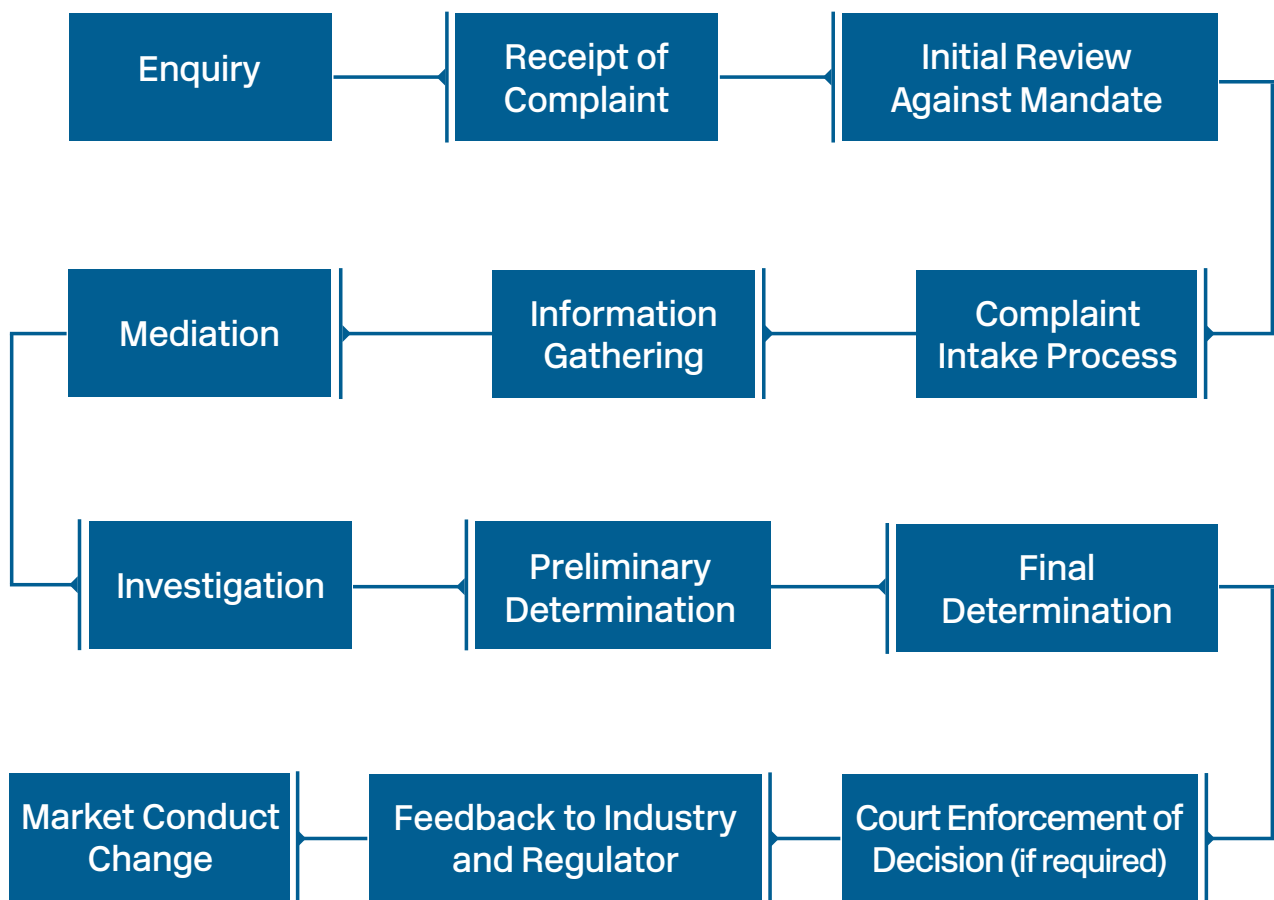 Enquiry
Receipt of
Complaint
Initial Review
Against Mandate
Complaint
Intake Process
Information
Gathering
Mediation
Investigation
Preliminary
Determination
Final
Determination
Court Enforcement of
Decision (if required)
Feedback to Industry
and Regulator
Market Conduct
Change